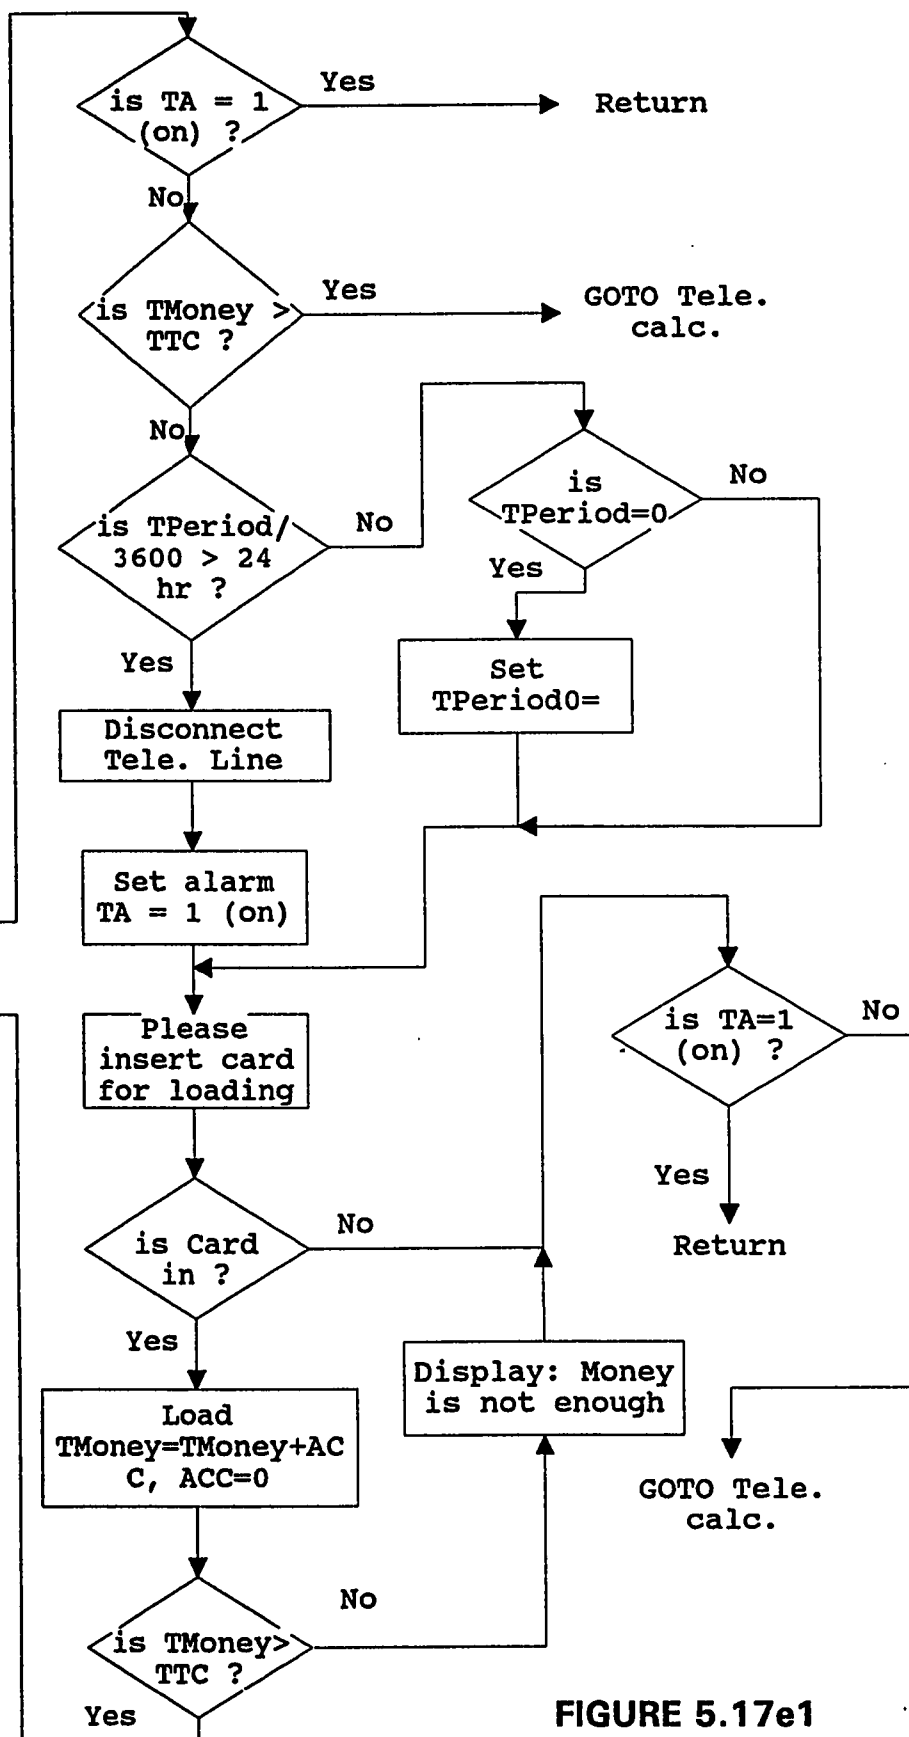 is TA = 1
(on) ?
Yes
Return
No
is TMoney >
TTC ?
Yes
GOTO Tele.
calc.
No
is TPeriod/
3600 > 24
hr ?
No
is
TPeriod=0
No
Yes
Set
TPeriod0=
Yes
Disconnect
Tele. Line
Set alarm
TA = 1 (on)
Please
insert card
for loading
is TA=1
(on) ?
No
Yes
Return
is Card
in ?
No
Yes
Display: Money
is not enough
Load
TMoney=TMoney+AC
C, ACC=0
GOTO Tele.
calc.
is TMoney>
TTC ?
No
Yes
FIGURE 5.17e1